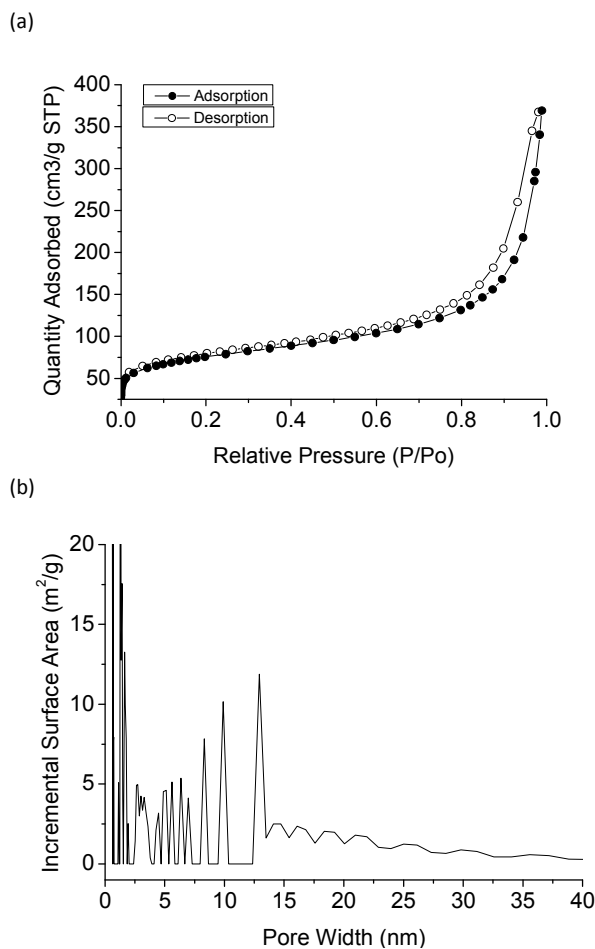 (a)
400
350
300
250
200
150
100
50
Quantity Adsorbed (cm3/g STP)
Adsorption
Desorption
0.0 0.2 0.4 0.6 0.8 1.0
Relative Pressure (P/Po)
(b)
20
15
10
5
0
Incremental Surface Area (m²/g)
0 5 10 15 20 25 30 35 40
Pore Width (nm)